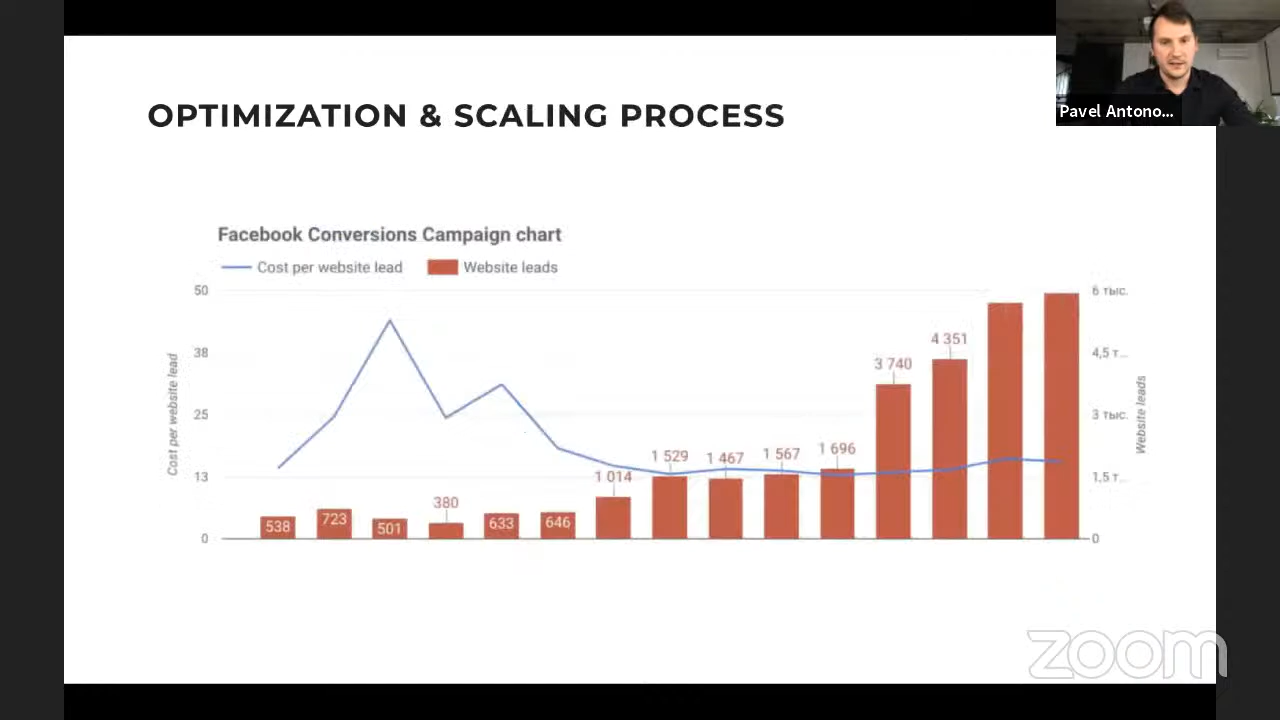 Pavel Antono...
OPTIMIZATION & SCALING PROCESS
Facebook Conversions Campaign chart
Cost per website lead
Website leads
50
38
25
13
0
Cost per website lead
538
723
501
380
633
646
1 014
1 529
1 467
1 567
1 696
3 740
4 351
6 тыс.
4,5 т...
3 тыс.
1,5 т...
0
Website leads
zoom